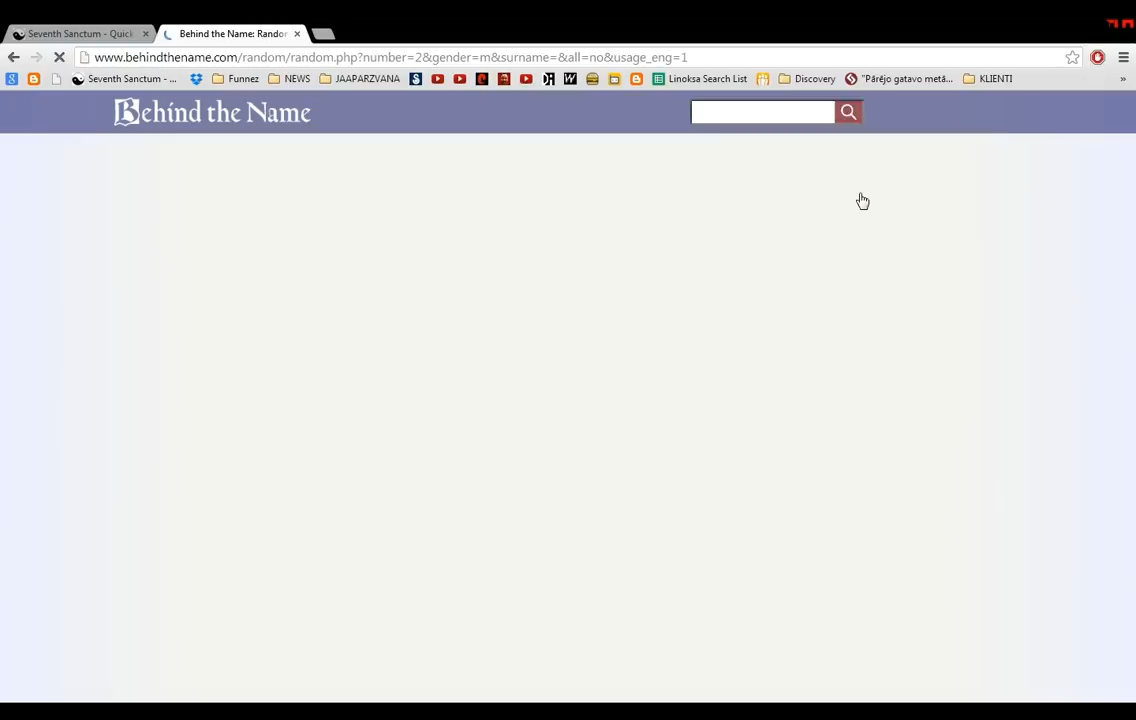 Seventh Sanctum - Quick
Behind the Name: Random
www.behindthename.com/random/random.php?number=2&gender=m&surname=&all=no&usage_eng=1
Seventh Sanctum - ... Funnez NEWS JAAPARZVANA Linoksa Search List Discovery "Pārējo gatavo metā... KLIENTI »
Behind the Name